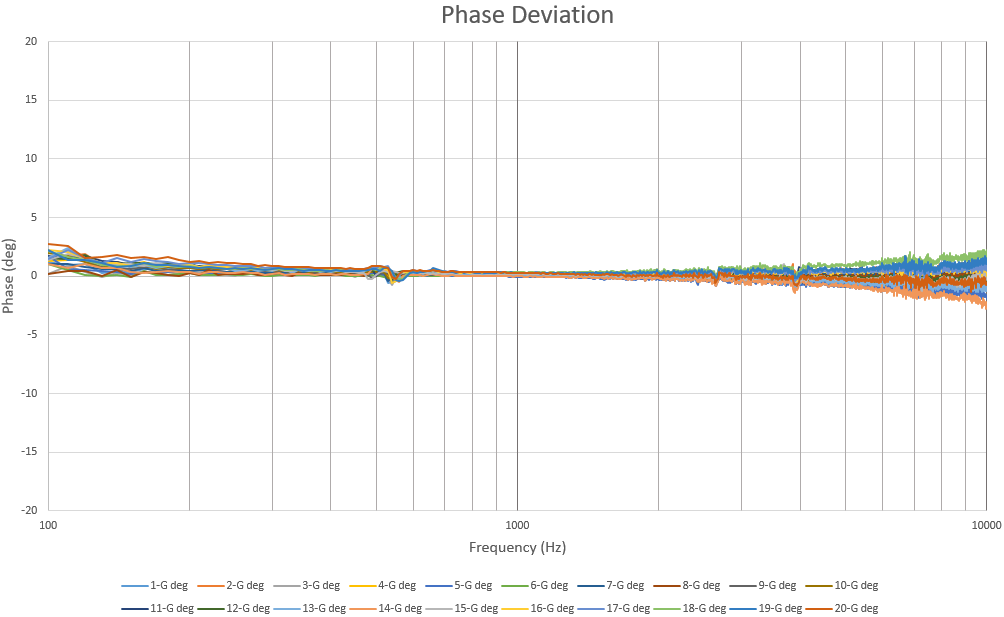 Phase Deviation
20
15
10
5
0
-5
-10
-15
-20
Phase (deg)
100
1000
10000
Frequency (Hz)
1-G deg 2-G deg 3-G deg 4-G deg 5-G deg 6-G deg 7-G deg 8-G deg 9-G deg 10-G deg
11-G deg 12-G deg 13-G deg 14-G deg 15-G deg 16-G deg 17-G deg 18-G deg 19-G deg 20-G deg